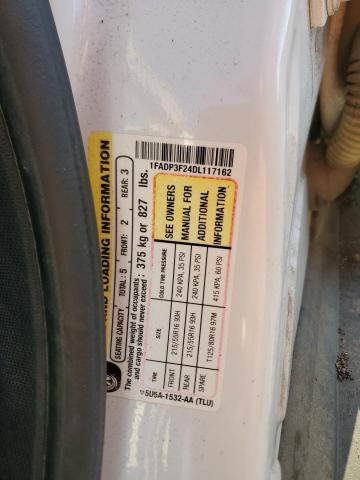 AND LOADING INFORMATION
SEATING CAPACITY TOTAL: 5 FRONT: 2 REAR: 3
The combined weight of occupants and cargo should never exceed: 375 kg or 827 lbs.
TIRE SIZE COLD TIRE PRESSURE
FRONT 215/55R16 93H 240 KPA, 35 PSI
REAR 215/55R16 93H 240 KPA, 35 PSI
SPARE T125/80R16 97M 415 KPA, 60 PSI
SEE OWNERS
MANUAL FOR
ADDITIONAL
INFORMATION
5U5A-1532-AA (TLU)
1FADP3F24DL117162